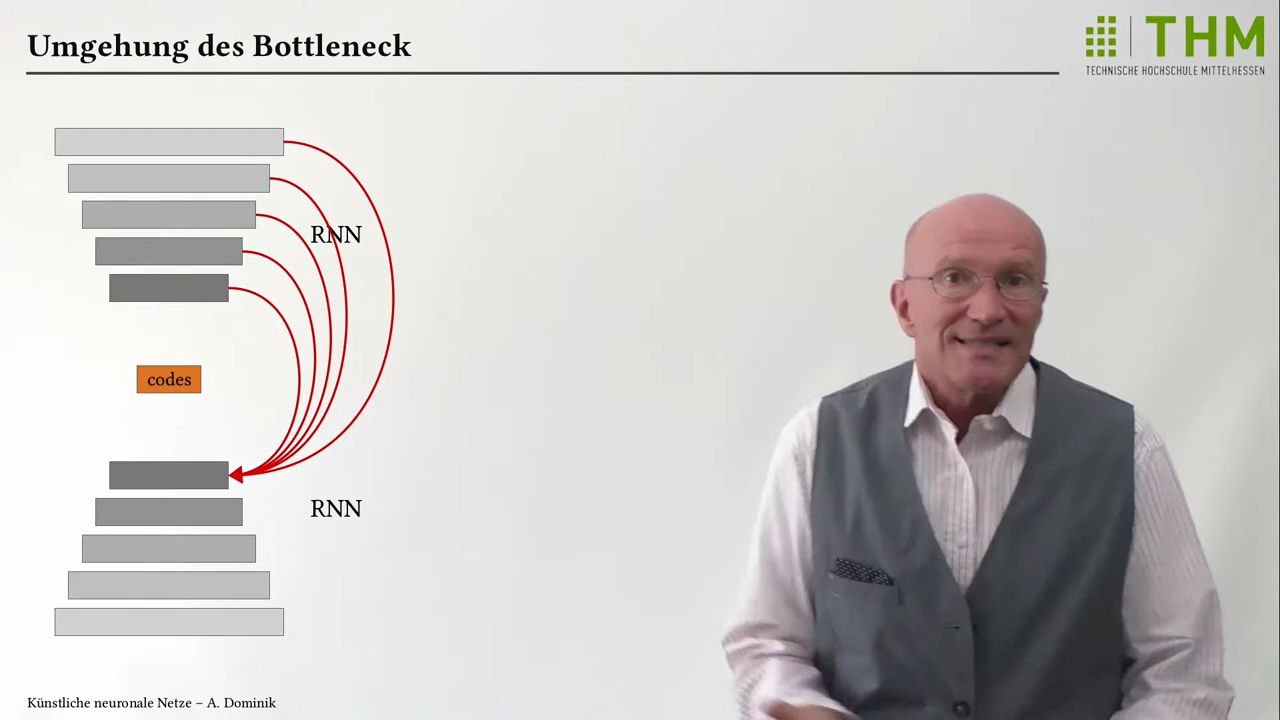 Umgehung des Bottleneck
THM
TECHNISCHE HOCHSCHULE MITTELHESSEN
RNN
codes
RNN
Künstliche neuronale Netze – A. Dominik